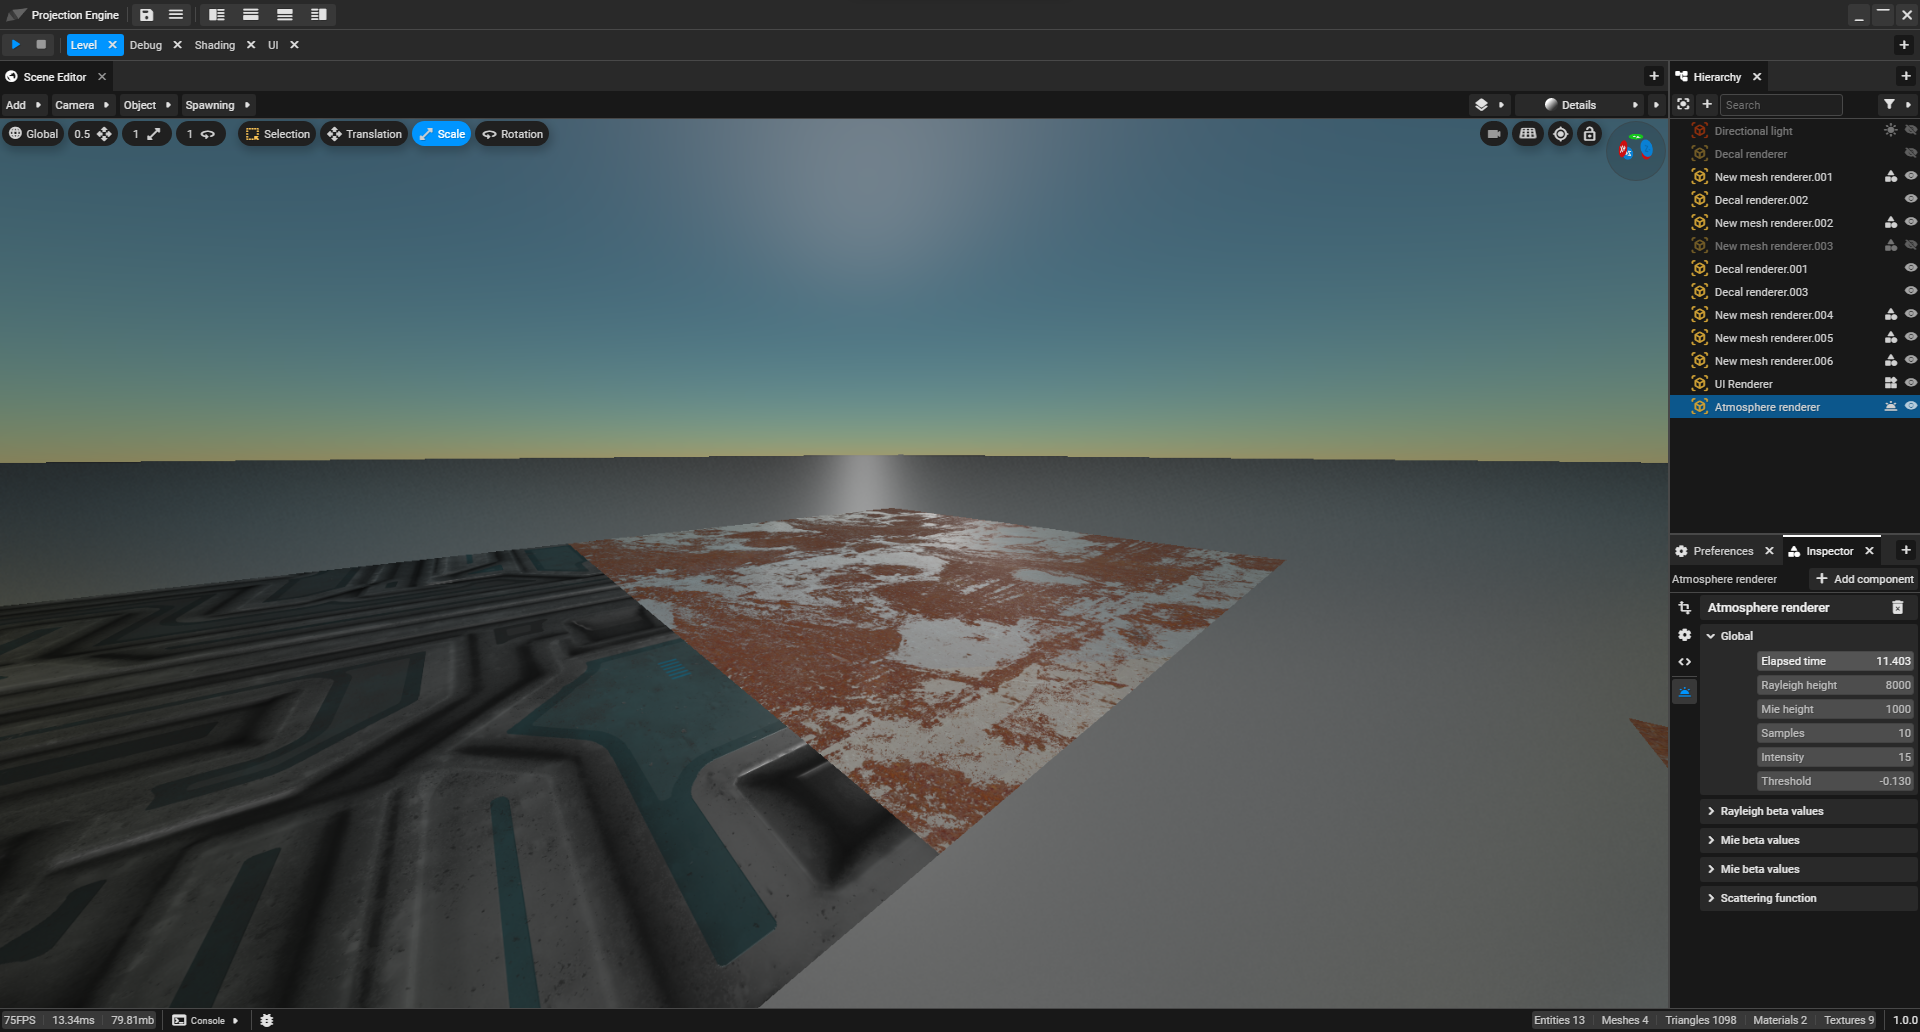 Projection Engine
Level Debug Shading UI
Scene Editor
Add Camera Object Spawning Details
Global 0.5 1 1 Selection Translation Scale Rotation
Hierarchy
Search
Directional light
Decal renderer
New mesh renderer.001
Decal renderer.002
New mesh renderer.002
New mesh renderer.003
Decal renderer.001
Decal renderer.003
New mesh renderer.004
New mesh renderer.005
New mesh renderer.006
UI Renderer
Atmosphere renderer
Preferences Inspector
Atmosphere renderer Add component
Atmosphere renderer
Global
Elapsed time 11.403
Rayleigh height 8000
Mie height 1000
Samples 10
Intensity 15
Threshold -0.130
Rayleigh beta values
Mie beta values
Mie beta values
Scattering function
75FPS 13.34ms 79.81mb Console Entities 13 Meshes 4 Triangles 1098 Materials 2 Textures 9 1.0.0